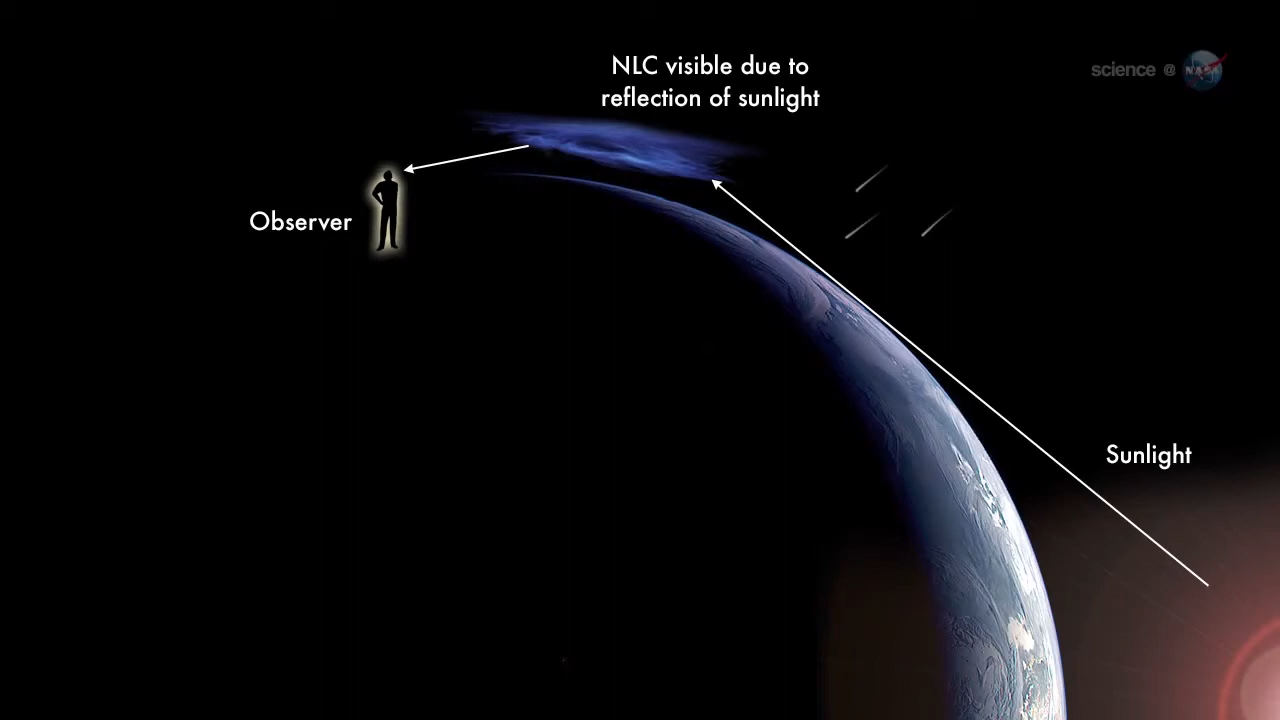 NLC visible due to
reflection of sunlight
science @ NASA
Observer
Sunlight